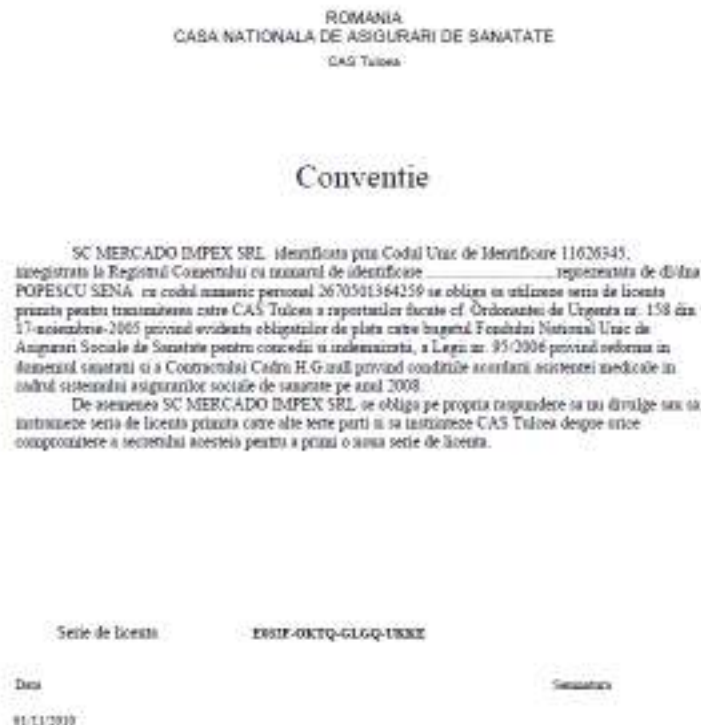 ROMANIA
CASA NATIONALA DE ASIGURARI DE SANATATE
CAS Tulcea
Conventie
SC MERCADO IMPEX SRL identificata prin Codul Unic de Identificare 11626345,
inregistrata la Registrul Comertului cu numarul de identificare ____________ reprezentata de dl/dna
POPESCU SENA cu codul numeric personal 2670501364259 se obliga sa utilizeze seria de licenta
primita pentru transmiterea catre CAS Tulcea a raportarilor facute cf. Ordonantei de Urgenta nr. 158 din
17-noiembrie-2005 privind evidenta obligatiilor de plata catre bugetul Fondului National Unic de
Asigurari Sociale de Sanatate pentru concedii si indemnizatii, a Legii nr. 95/2006 privind reforma in
domeniul sanatatii si a Contractului Cadru H.G.null privind conditiile acordarii asistentei medicale in
cadrul sistemului asigurarilor sociale de sanatate pe anul 2008.
De asemenea SC MERCADO IMPEX SRL se obliga pe propria raspundere sa nu divulge sau sa
instraineze seria de licenta primita catre alte terte parti si sa instiinteze CAS Tulcea despre orice
compromitere a secretului acesteia pentru a primi o noua serie de licenta.
Serie de licenta
Data
Semnatura